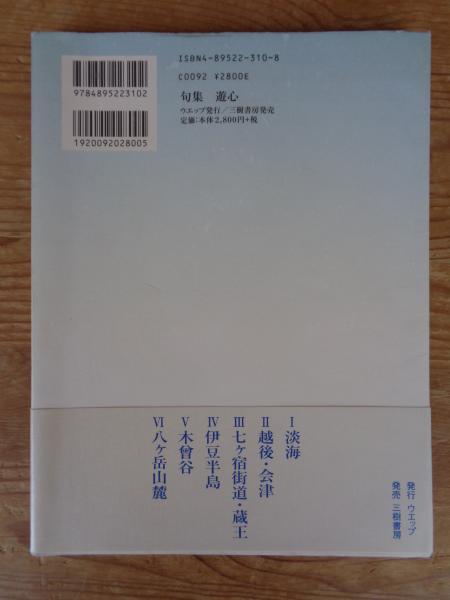 ISBN4-89522-310-8
C0092 ¥2800E
9784895223102
1920092028005
句集 遊心
ウエップ発行/三樹書房発売
定価:本体2,800円+税
発行 ウエップ
発売 三樹書房
Ⅰ 淡海
Ⅱ 越後・会津
Ⅲ 七ケ宿街道・蔵王
Ⅳ 伊豆半島
Ⅴ 木曾谷
Ⅵ 八ケ岳山麓